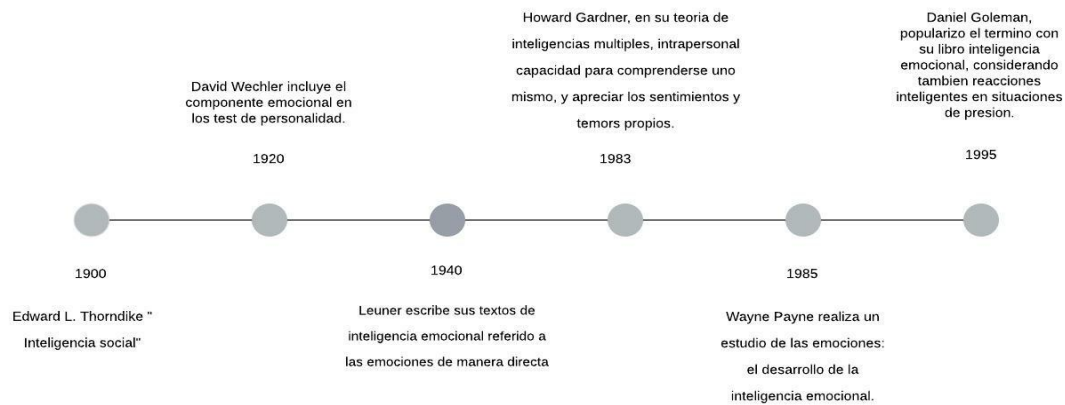 1900
Edward L. Thorndike "
Inteligencia social"
David Wechler incluye el
componente emocional en
los test de personalidad.
1920
1940
Leuner escribe sus textos de
inteligencia emocional referido a
las emociones de manera directa
Howard Gardner, en su teoria de
inteligencias multiples, intrapersonal
capacidad para comprenderse uno
mismo, y apreciar los sentimientos y
temors propios.
1983
1985
Wayne Payne realiza un
estudio de las emociones:
el desarrollo de la
inteligencia emocional.
Daniel Goleman,
popularizo el termino con
su libro inteligencia
emocional, considerando
tambien reacciones
inteligentes en situaciones
de presion.
1995